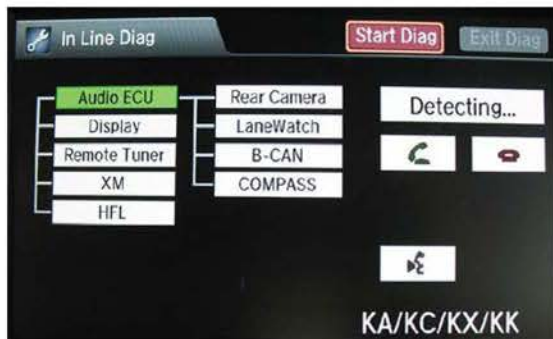 In Line Diag
Start Diag
Exit Diag
Audio ECU
Rear Camera
Detecting...
Display
LaneWatch
Remote Tuner
B-CAN
XM
COMPASS
HFL
KA/KC/KX/KK